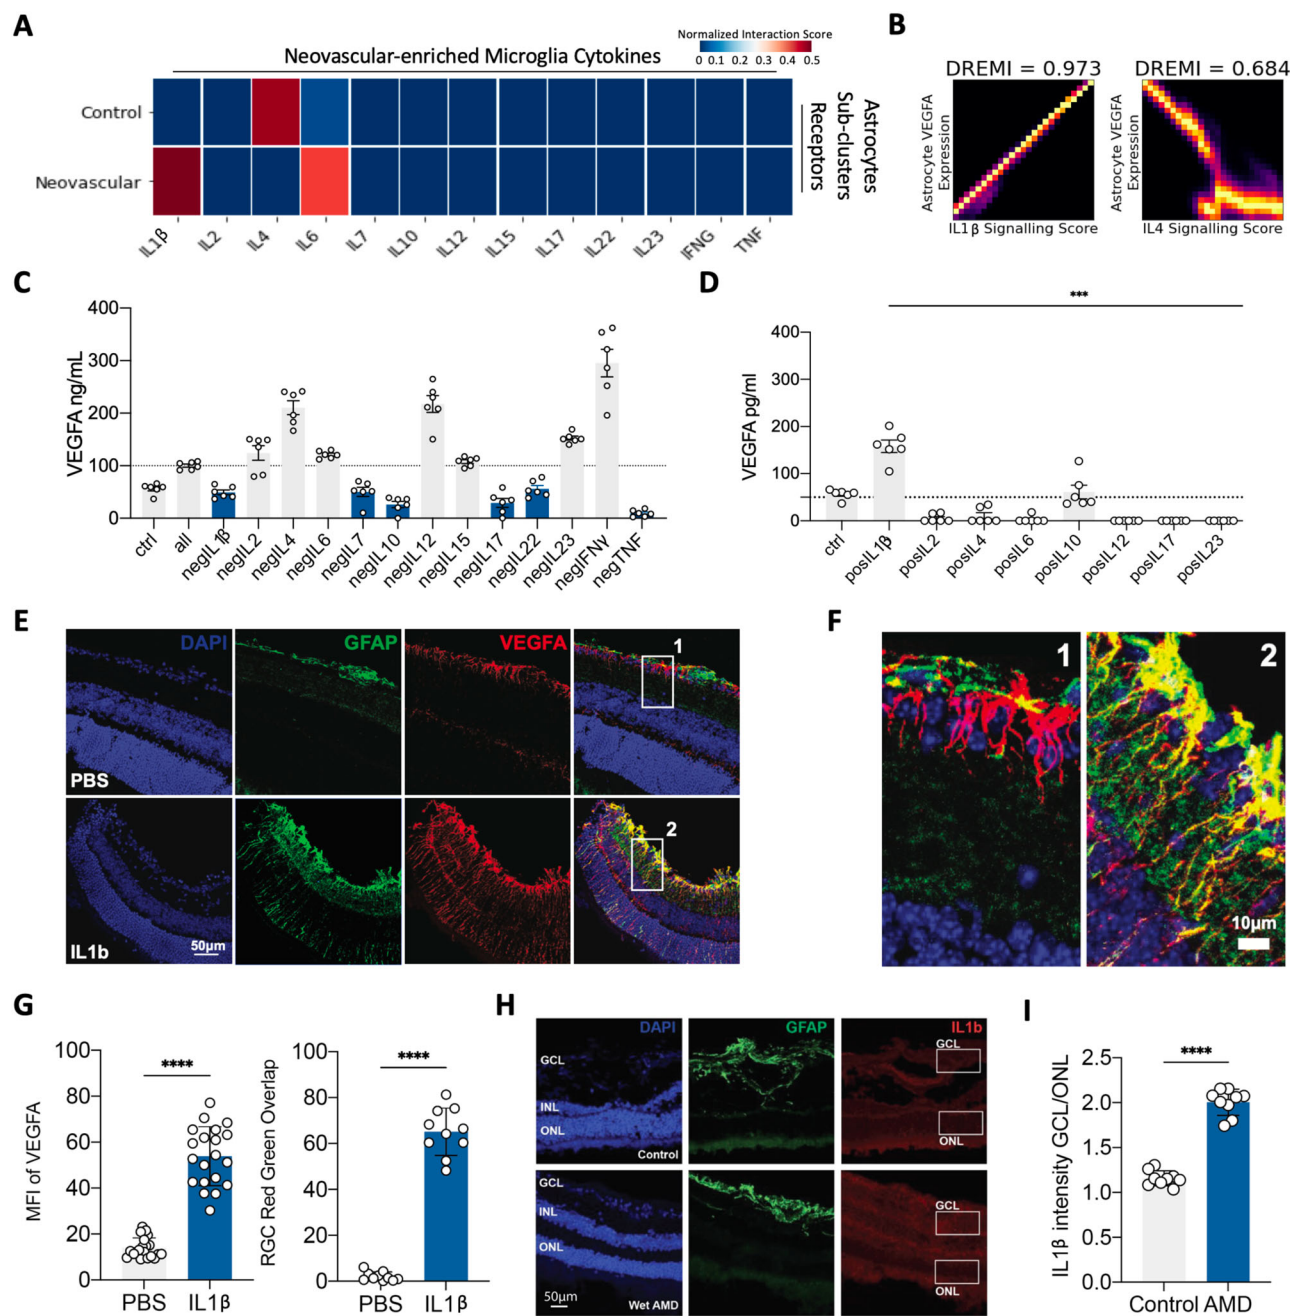 A
Neovascular-enriched Microglia Cytokines
Normalized Interaction Score
0 0.1 0.2 0.3 0.4 0.5
Control
Neovascular
Astrocytes
Sub-clusters
Receptors
IL1β IL2 IL4 IL6 IL7 IL10 IL12 IL15 IL17 IL22 IL23 IFNG TNF
B
DREMI = 0.973
Astrocyte VEGFA
Expression
IL1β Signalling Score
DREMI = 0.684
Astrocyte VEGFA
Expression
IL4 Signalling Score
C
VEGFA ng/mL
400
300
200
100
0
ctrl all negIL1β negIL2 negIL4 negIL6 negIL7 negIL10 negIL12 negIL15 negIL17 negIL22 negIL23 negIFNγ negTNF
D
***
VEGFA pg/ml
400
300
200
100
0
ctrl posIL1β posIL2 posIL4 posIL6 posIL10 posIL12 posIL17 posIL23
E
DAPI GFAP VEGFA
1
PBS
2
IL1b
50μm
F
1 2
10μm
G
MFI of VEGFA
100
80
60
40
20
0
****
PBS IL1β
RGC Red Green Overlap
100
80
60
40
20
0
****
PBS IL1β
H
DAPI GFAP IL1b
GCL
INL
ONL
Control
GCL
ONL
GCL
INL
ONL
50μm
Wet AMD
GCL
ONL
I
IL1β intensity GCL/ONL
2.5
2.0
1.5
1.0
0.5
0.0
****
Control AMD